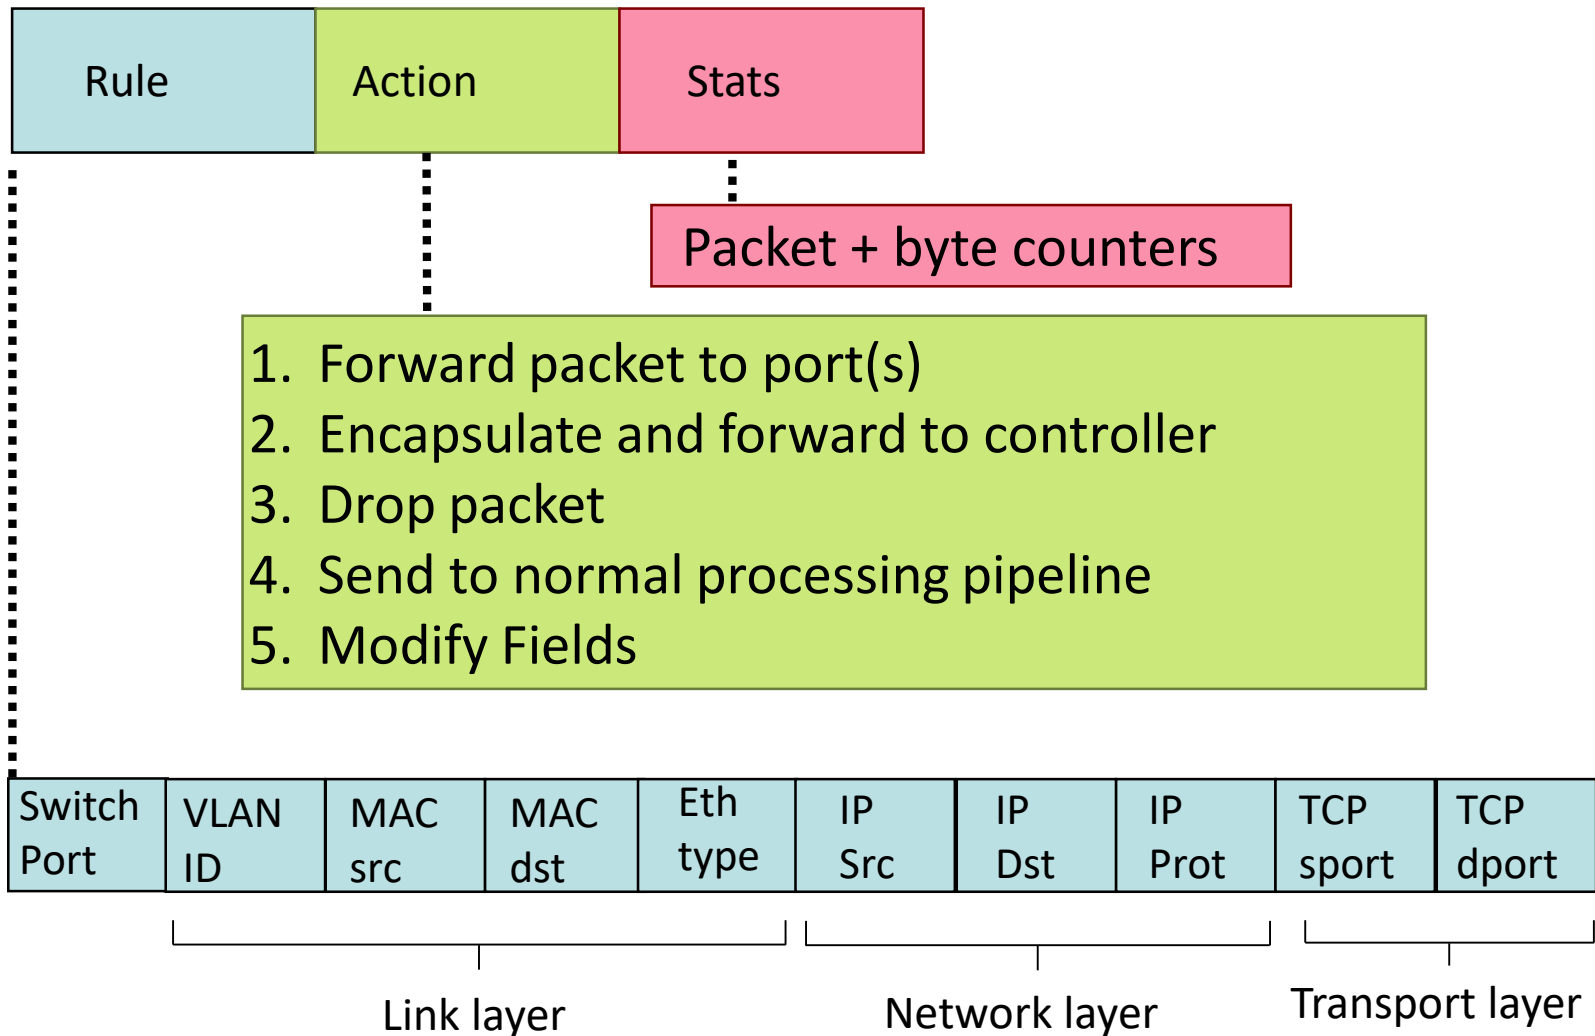 Rule Action Stats
Packet + byte counters
1. Forward packet to port(s)
2. Encapsulate and forward to controller
3. Drop packet
4. Send to normal processing pipeline
5. Modify Fields
Switch
Port
VLAN
ID
MAC
src
MAC
dst
Eth
type
IP
Src
IP
Dst
IP
Prot
TCP
sport
TCP
dport
Link layer
Network layer
Transport layer